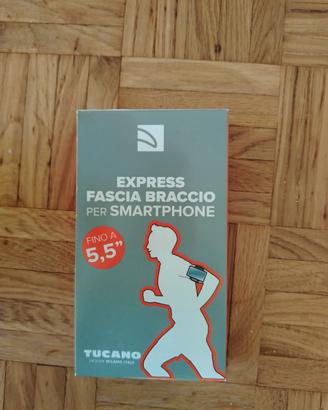 EXPRESS
FASCIA BRACCIO
PER SMARTPHONE
FINO A
5,5”
TUCANO
DESIGN MILANO ITALY